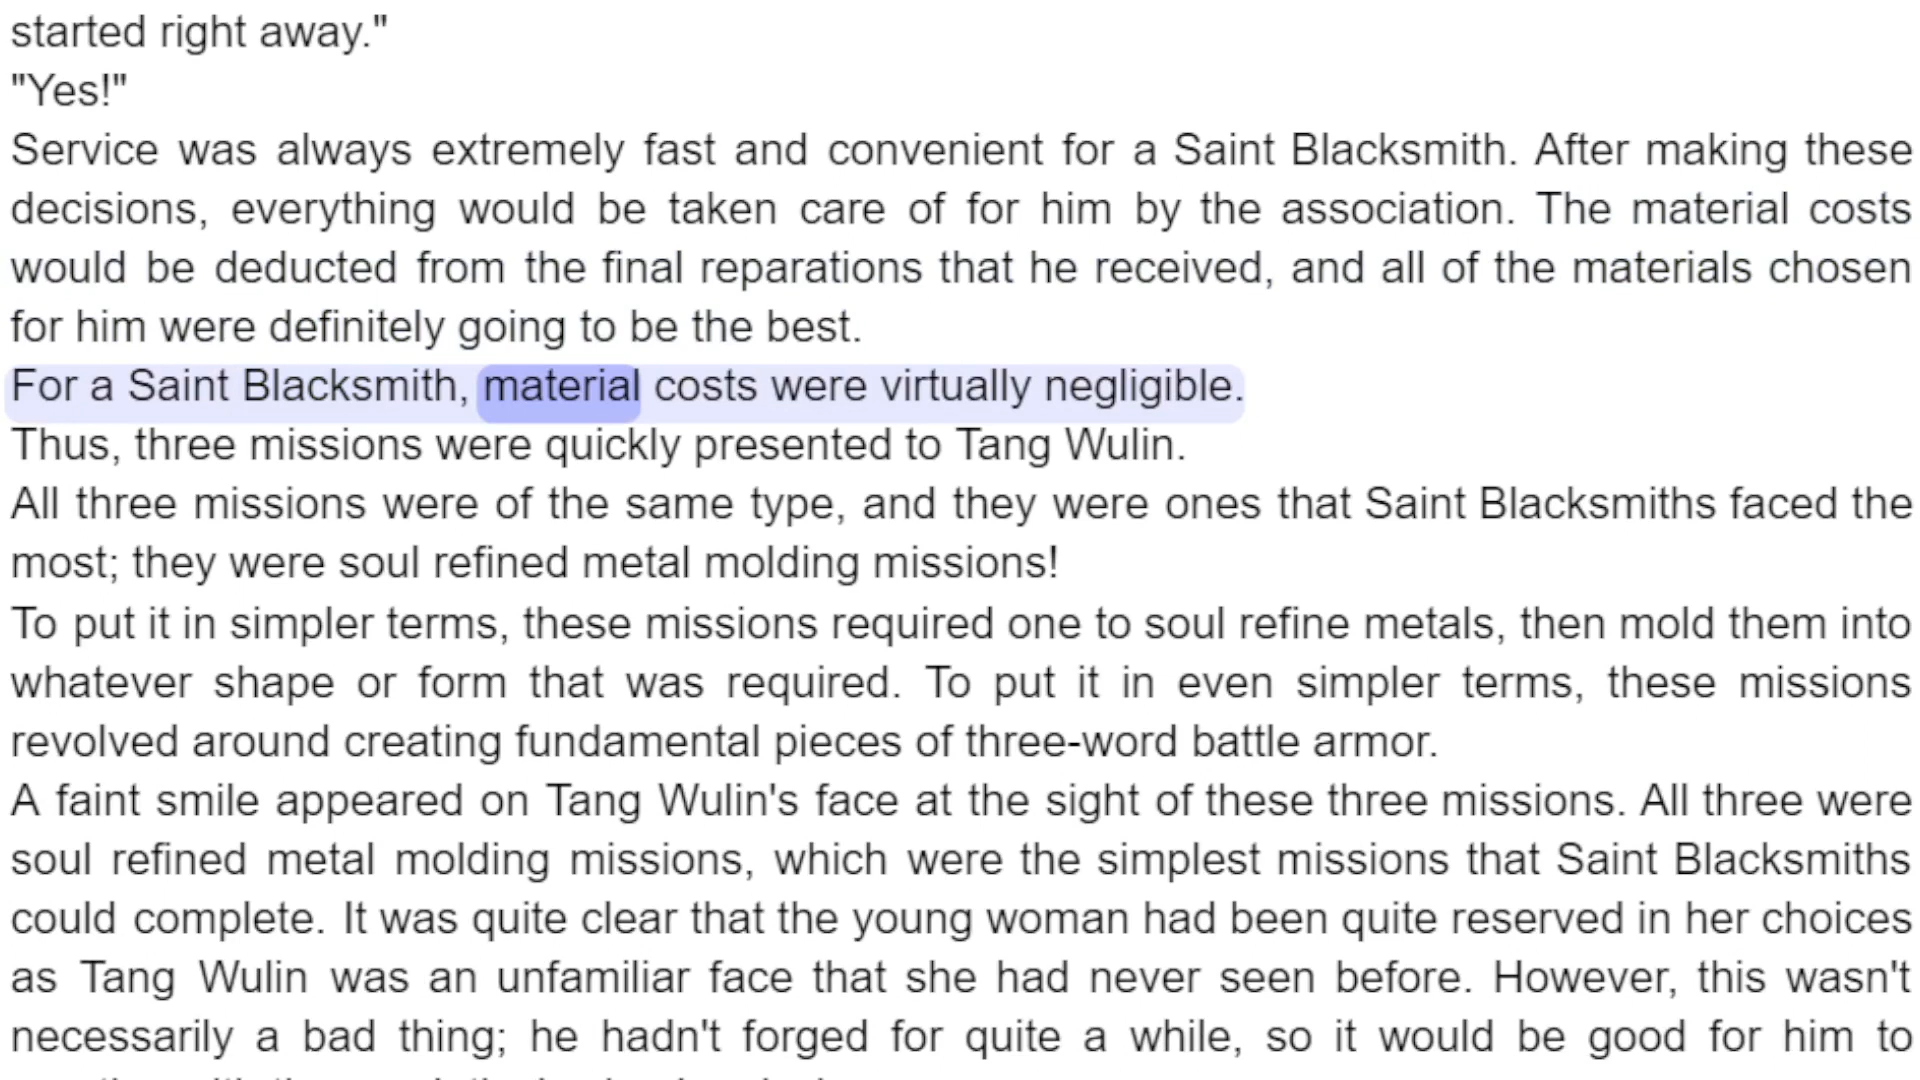 started right away."
"Yes!"
Service was always extremely fast and convenient for a Saint Blacksmith. After making these
decisions, everything would be taken care of for him by the association. The material costs
would be deducted from the final reparations that he received, and all of the materials chosen
for him were definitely going to be the best.
For a Saint Blacksmith, material costs were virtually negligible.
Thus, three missions were quickly presented to Tang Wulin.
All three missions were of the same type, and they were ones that Saint Blacksmiths faced the
most; they were soul refined metal molding missions!
To put it in simpler terms, these missions required one to soul refine metals, then mold them into
whatever shape or form that was required. To put it in even simpler terms, these missions
revolved around creating fundamental pieces of three-word battle armor.
A faint smile appeared on Tang Wulin's face at the sight of these three missions. All three were
soul refined metal molding missions, which were the simplest missions that Saint Blacksmiths
could complete. It was quite clear that the young woman had been quite reserved in her choices
as Tang Wulin was an unfamiliar face that she had never seen before. However, this wasn't
necessarily a bad thing; he hadn't forged for quite a while, so it would be good for him to